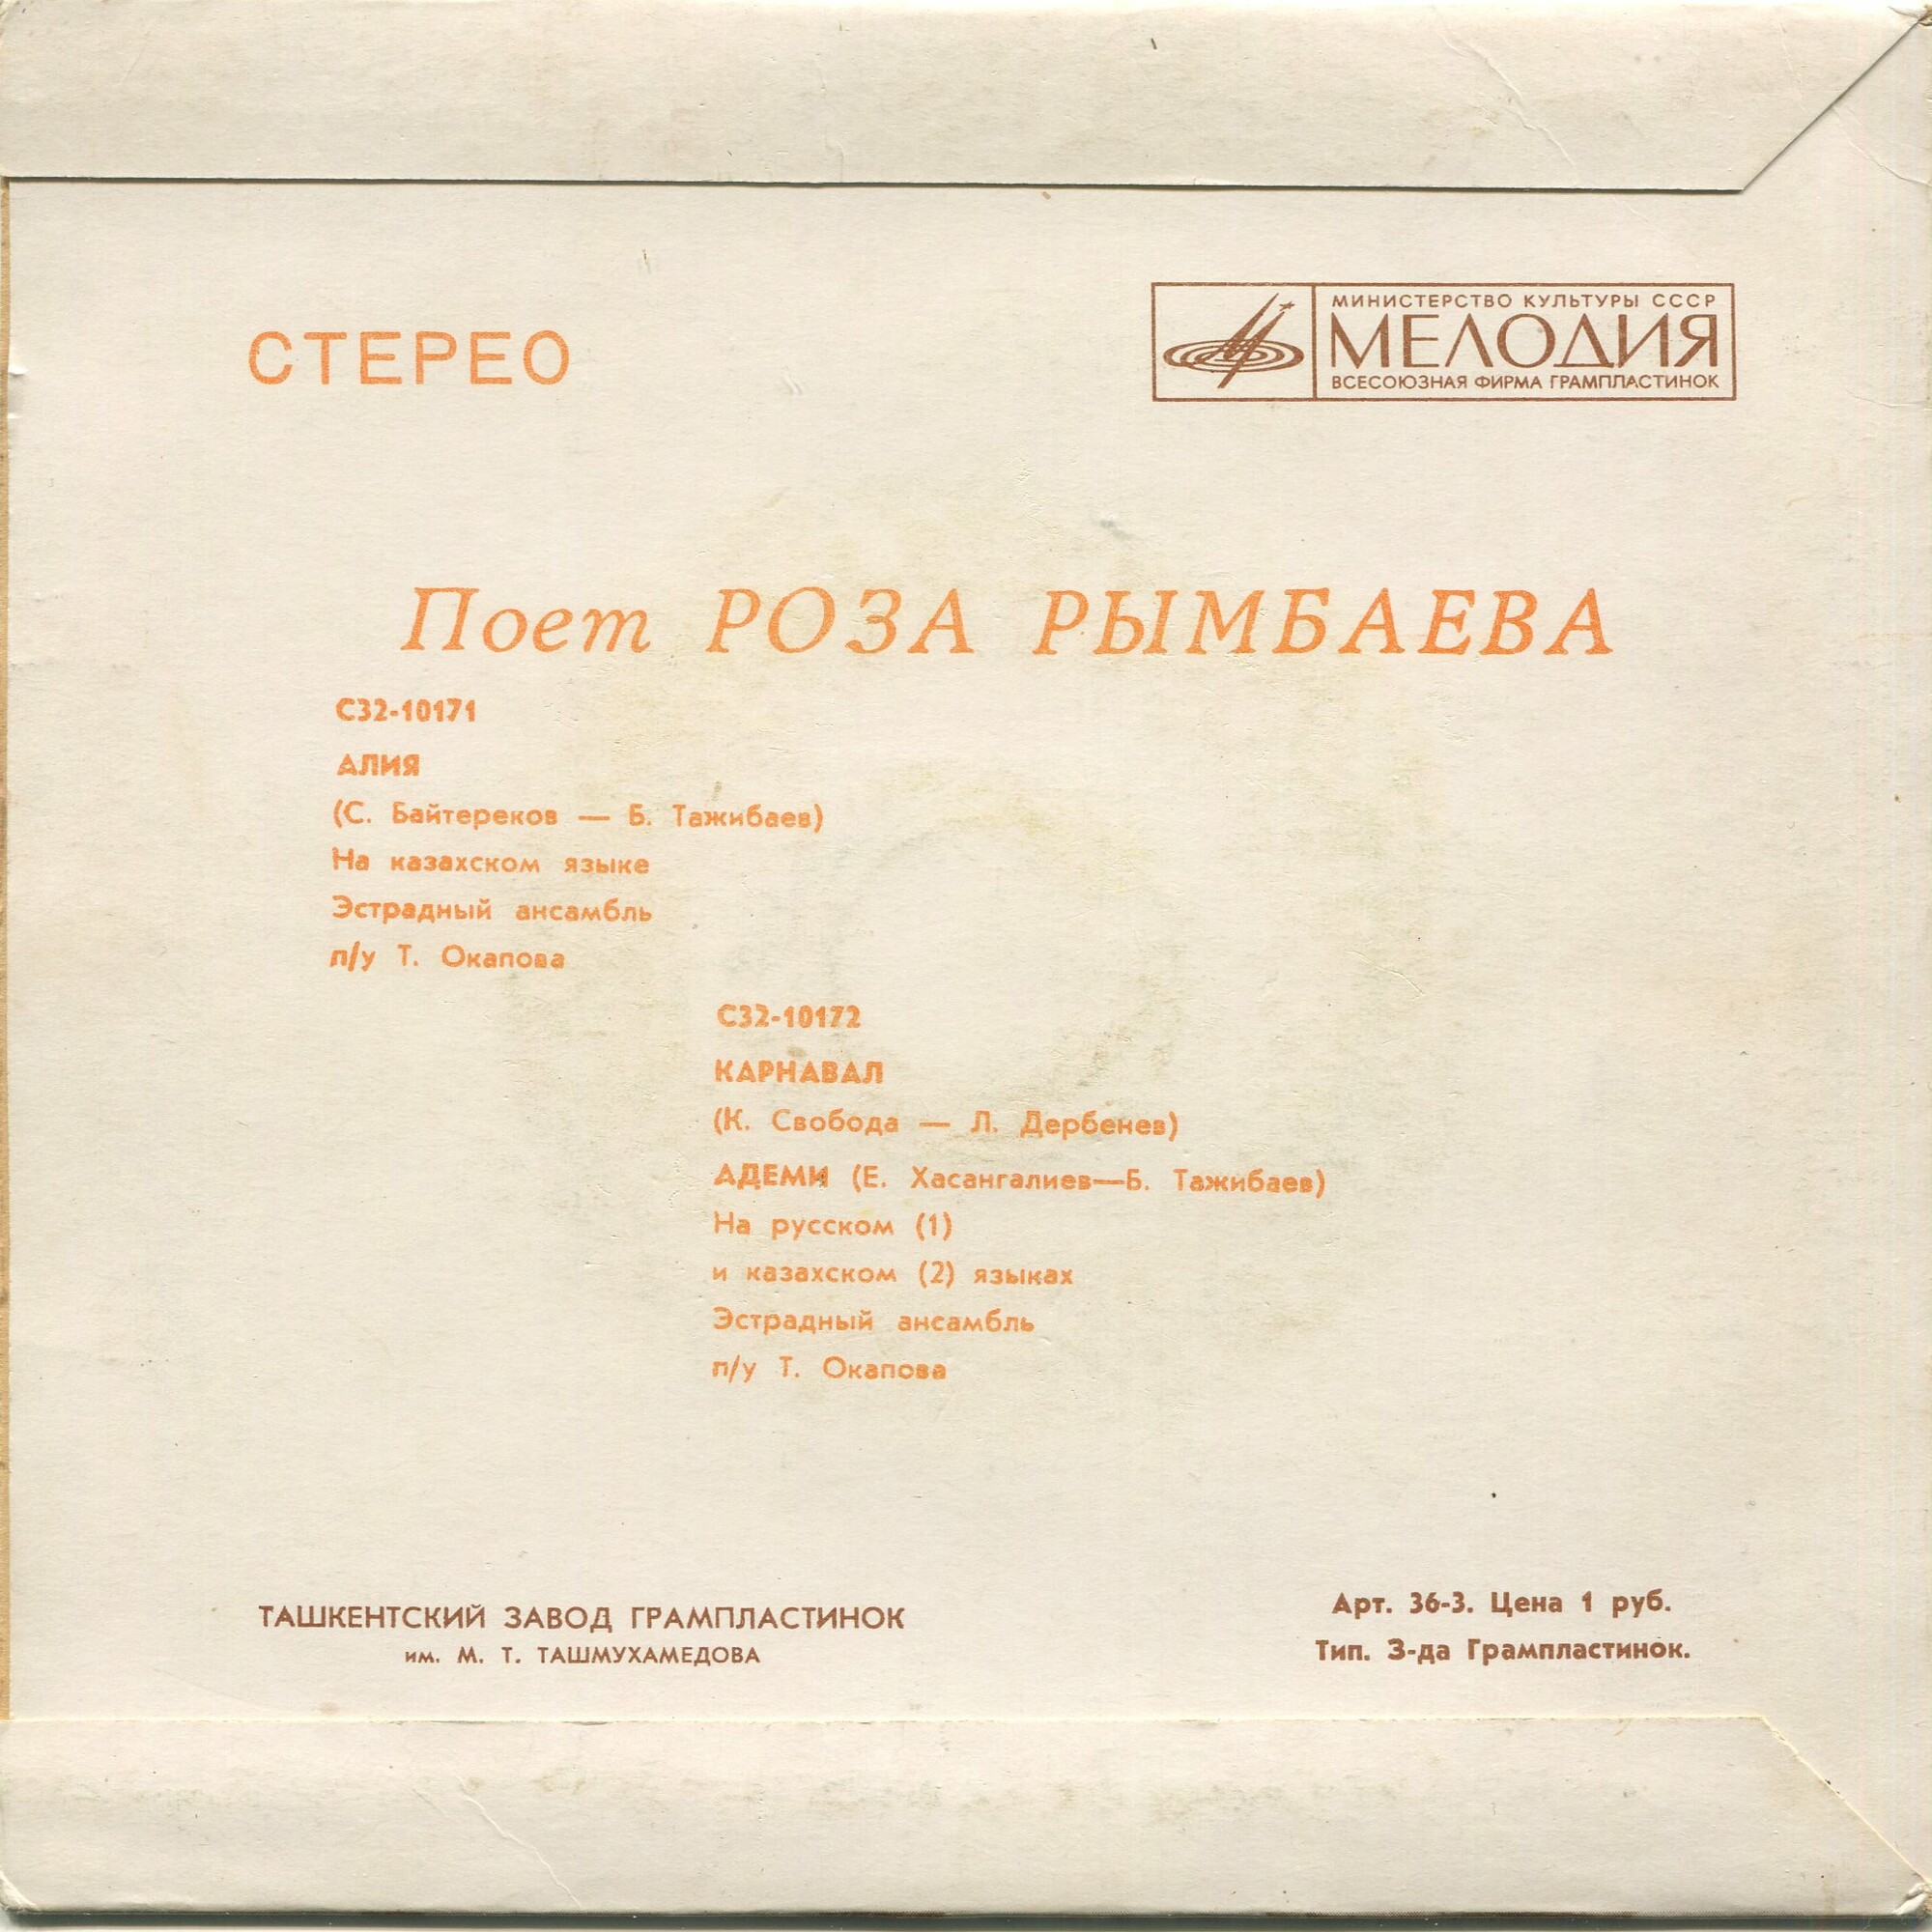 СТЕРЕО
МИНИСТЕРСТВО КУЛЬТУРЫ СССР
МЕЛОДИЯ
ВСЕСОЮЗНАЯ ФИРМА ГРАМПЛАСТИНОК
Поет РОЗА РЫМБАЕВА
С32-10171
АЛИЯ
(С. Байтереков — Б. Тажибаев)
На казахском языке
Эстрадный ансамбль
п/у Т. Окапова
С32-10172
КАРНАВАЛ
(К. Свобода — Л. Дербенев)
АДЕМИ (Е. Хасангалиев—Б. Тажибаев)
На русском (1)
и казахском (2) языках
Эстрадный ансамбль
п/у Т. Окапова
ТАШКЕНТСКИЙ ЗАВОД ГРАМПЛАСТИНОК
им. М. Т. ТАШМУХАМЕДОВА
Арт. 36-3. Цена 1 руб.
Тип. З-да Грампластинок.